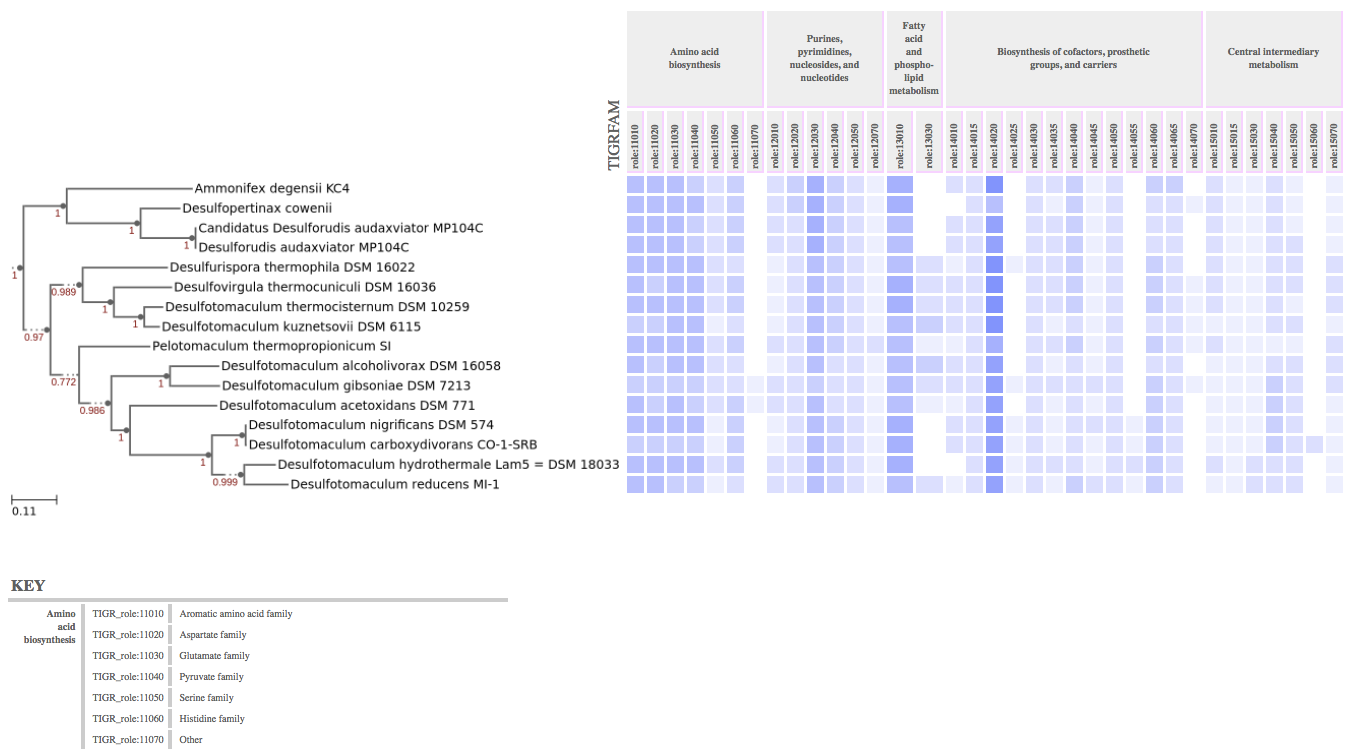 Amino acid
biosynthesis
Purines,
pyrimidines,
nucleosides, and
nucleotides
Fatty
acid
and
phospho-
lipid
metabolism
Biosynthesis of cofactors, prosthetic
groups, and carriers
Central intermediary
metabolism
TIGRFAM
role:11010
role:11020
role:11030
role:11040
role:11050
role:11060
role:11070
role:12010
role:12020
role:12030
role:12040
role:12050
role:12070
role:13010
role:13030
role:14010
role:14015
role:14020
role:14025
role:14030
role:14035
role:14040
role:14045
role:14050
role:14055
role:14060
role:14065
role:14070
role:15010
role:15015
role:15030
role:15040
role:15050
role:15060
role:15070
Ammonifex degensii KC4
Desulfopertinax cowenii
1
Candidatus Desulforudis audaxviator MP104C
1
Desulforudis audaxviator MP104C
1
Desulfurispora thermophila DSM 16022
1
Desulfovirgula thermocuniculi DSM 16036
0.989
Desulfotomaculum thermocisternum DSM 10259
1
Desulfotomaculum kuznetsovii DSM 6115
1
0.97
Pelotomaculum thermopropionicum SI
Desulfotomaculum alcoholivorax DSM 16058
0.772
Desulfotomaculum gibsoniae DSM 7213
1
Desulfotomaculum acetoxidans DSM 771
0.986
Desulfotomaculum nigrificans DSM 574
1
Desulfotomaculum carboxydivorans CO-1-SRB
1
Desulfotomaculum hydrothermale Lam5 = DSM 18033
1
Desulfotomaculum reducens MI-1
0.999
0.11
KEY
Amino
acid
biosynthesis
TIGR_role:11010 Aromatic amino acid family
TIGR_role:11020 Aspartate family
TIGR_role:11030 Glutamate family
TIGR_role:11040 Pyruvate family
TIGR_role:11050 Serine family
TIGR_role:11060 Histidine family
TIGR_role:11070 Other